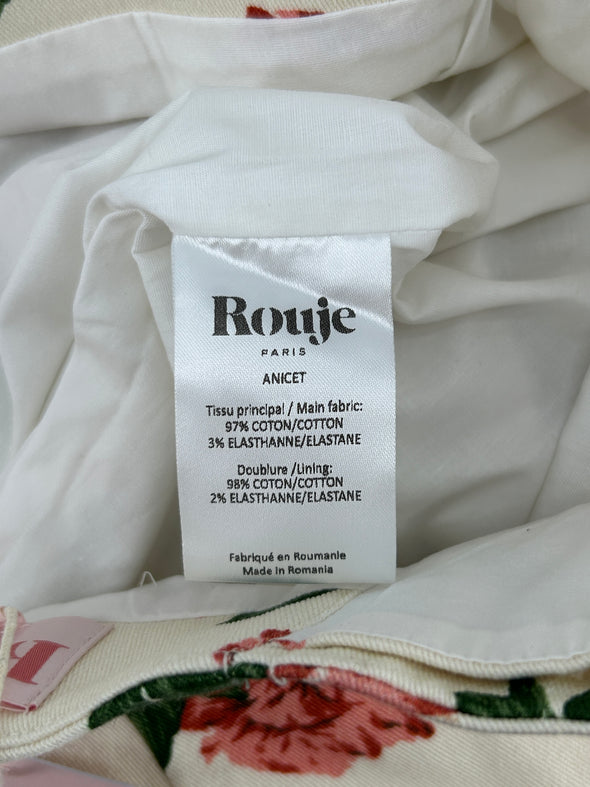 Rouje
PARIS
ANICET
Tissu principal / Main fabric:
97% COTON/COTTON
3% ELASTHANNE/ELASTANE
Doublure /Lining:
98% COTON/COTTON
2% ELASTHANNE/ELASTANE
Fabriqué en Roumanie
Made in Romania